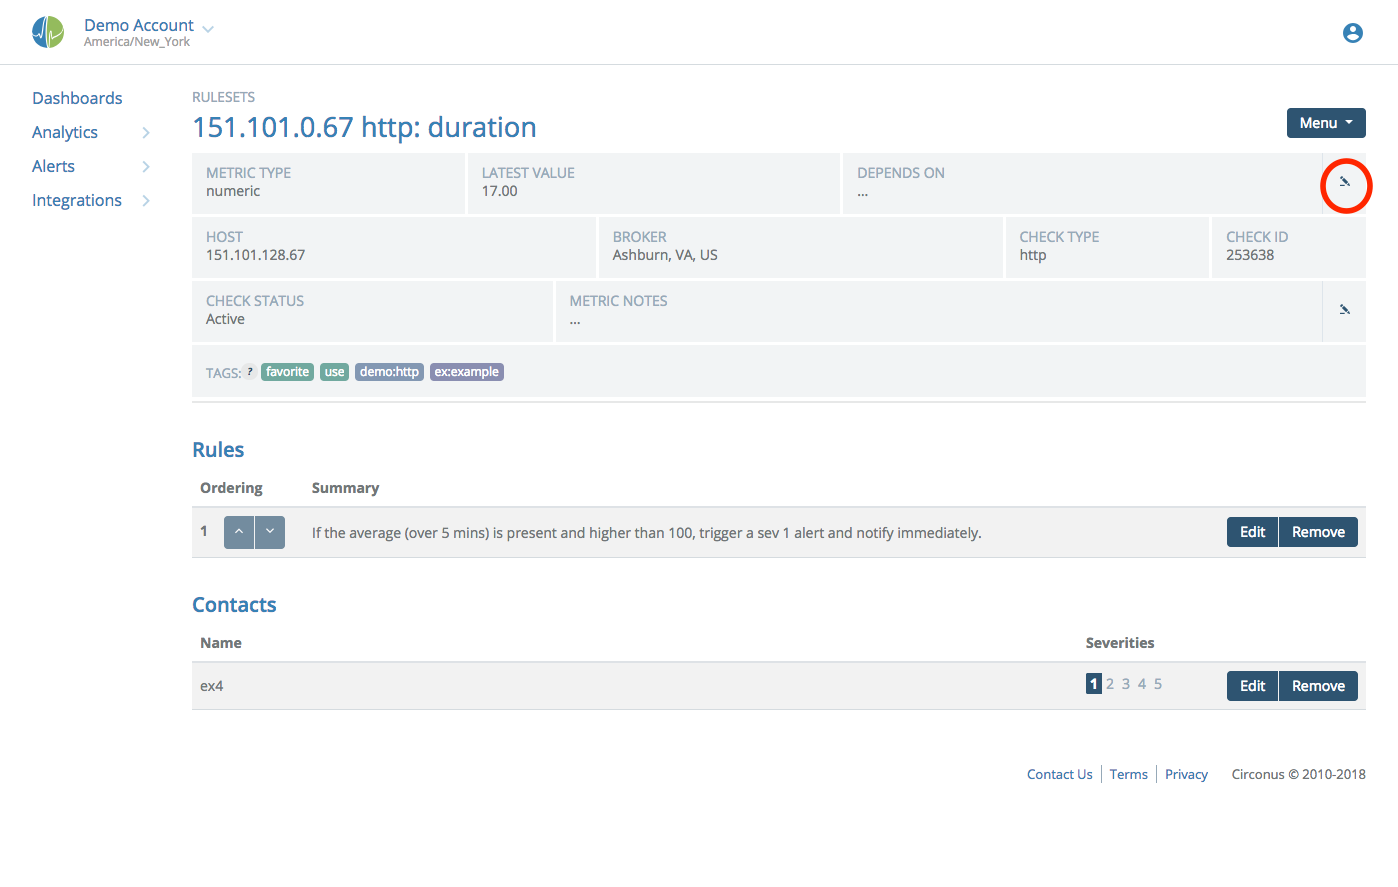 Demo Account
America/New_York
Dashboards
Analytics
Alerts
Integrations
RULESETS
151.101.0.67 http: duration
Menu
METRIC TYPE
numeric
LATEST VALUE
17.00
DEPENDS ON
...
HOST
151.101.128.67
BROKER
Ashburn, VA, US
CHECK TYPE
http
CHECK ID
253638
CHECK STATUS
Active
METRIC NOTES
...
TAGS: ? favorite use demo:http ex:example
Rules
Ordering Summary
1 If the average (over 5 mins) is present and higher than 100, trigger a sev 1 alert and notify immediately. Edit Remove
Contacts
Name Severities
ex4 1 2 3 4 5 Edit Remove
Contact Us Terms Privacy Circonus © 2010-2018